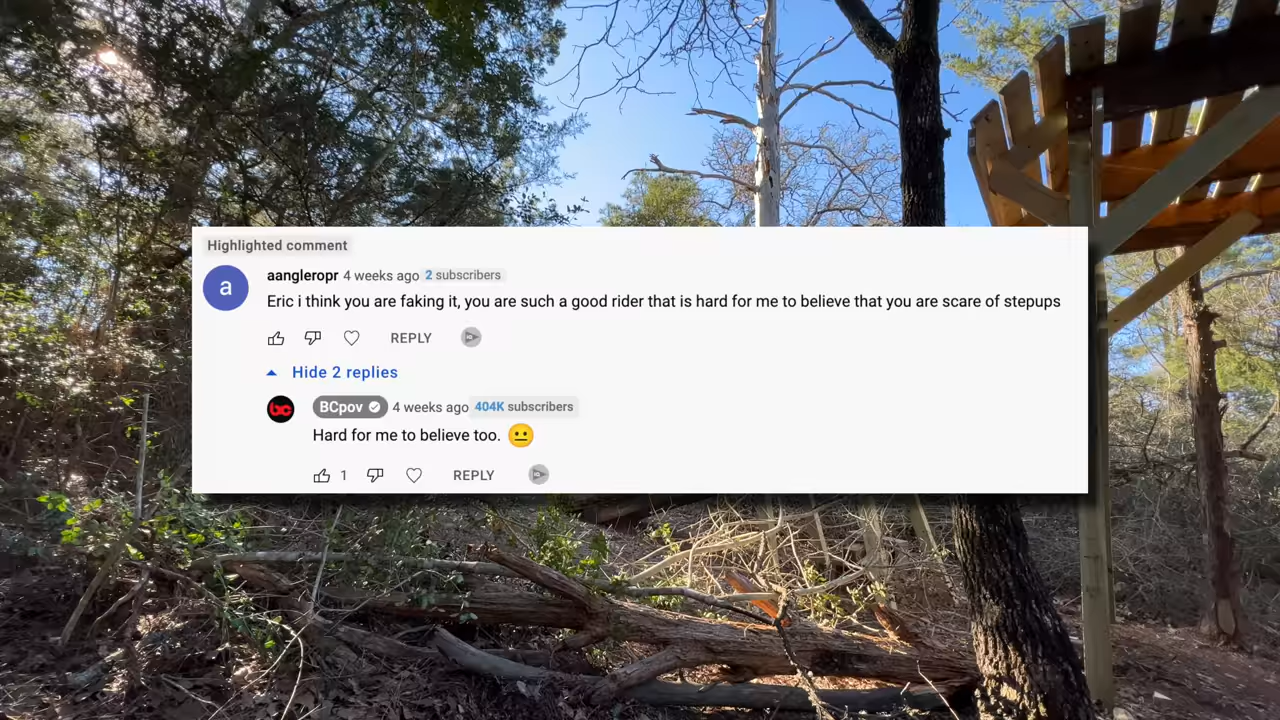 Highlighted comment
a
aangleropr 4 weeks ago 2 subscribers
Eric i think you are faking it, you are such a good rider that is hard for me to believe that you are scare of stepups
REPLY
Hide 2 replies
bc
BCpov 4 weeks ago 404K subscribers
Hard for me to believe too. 😐
1 REPLY